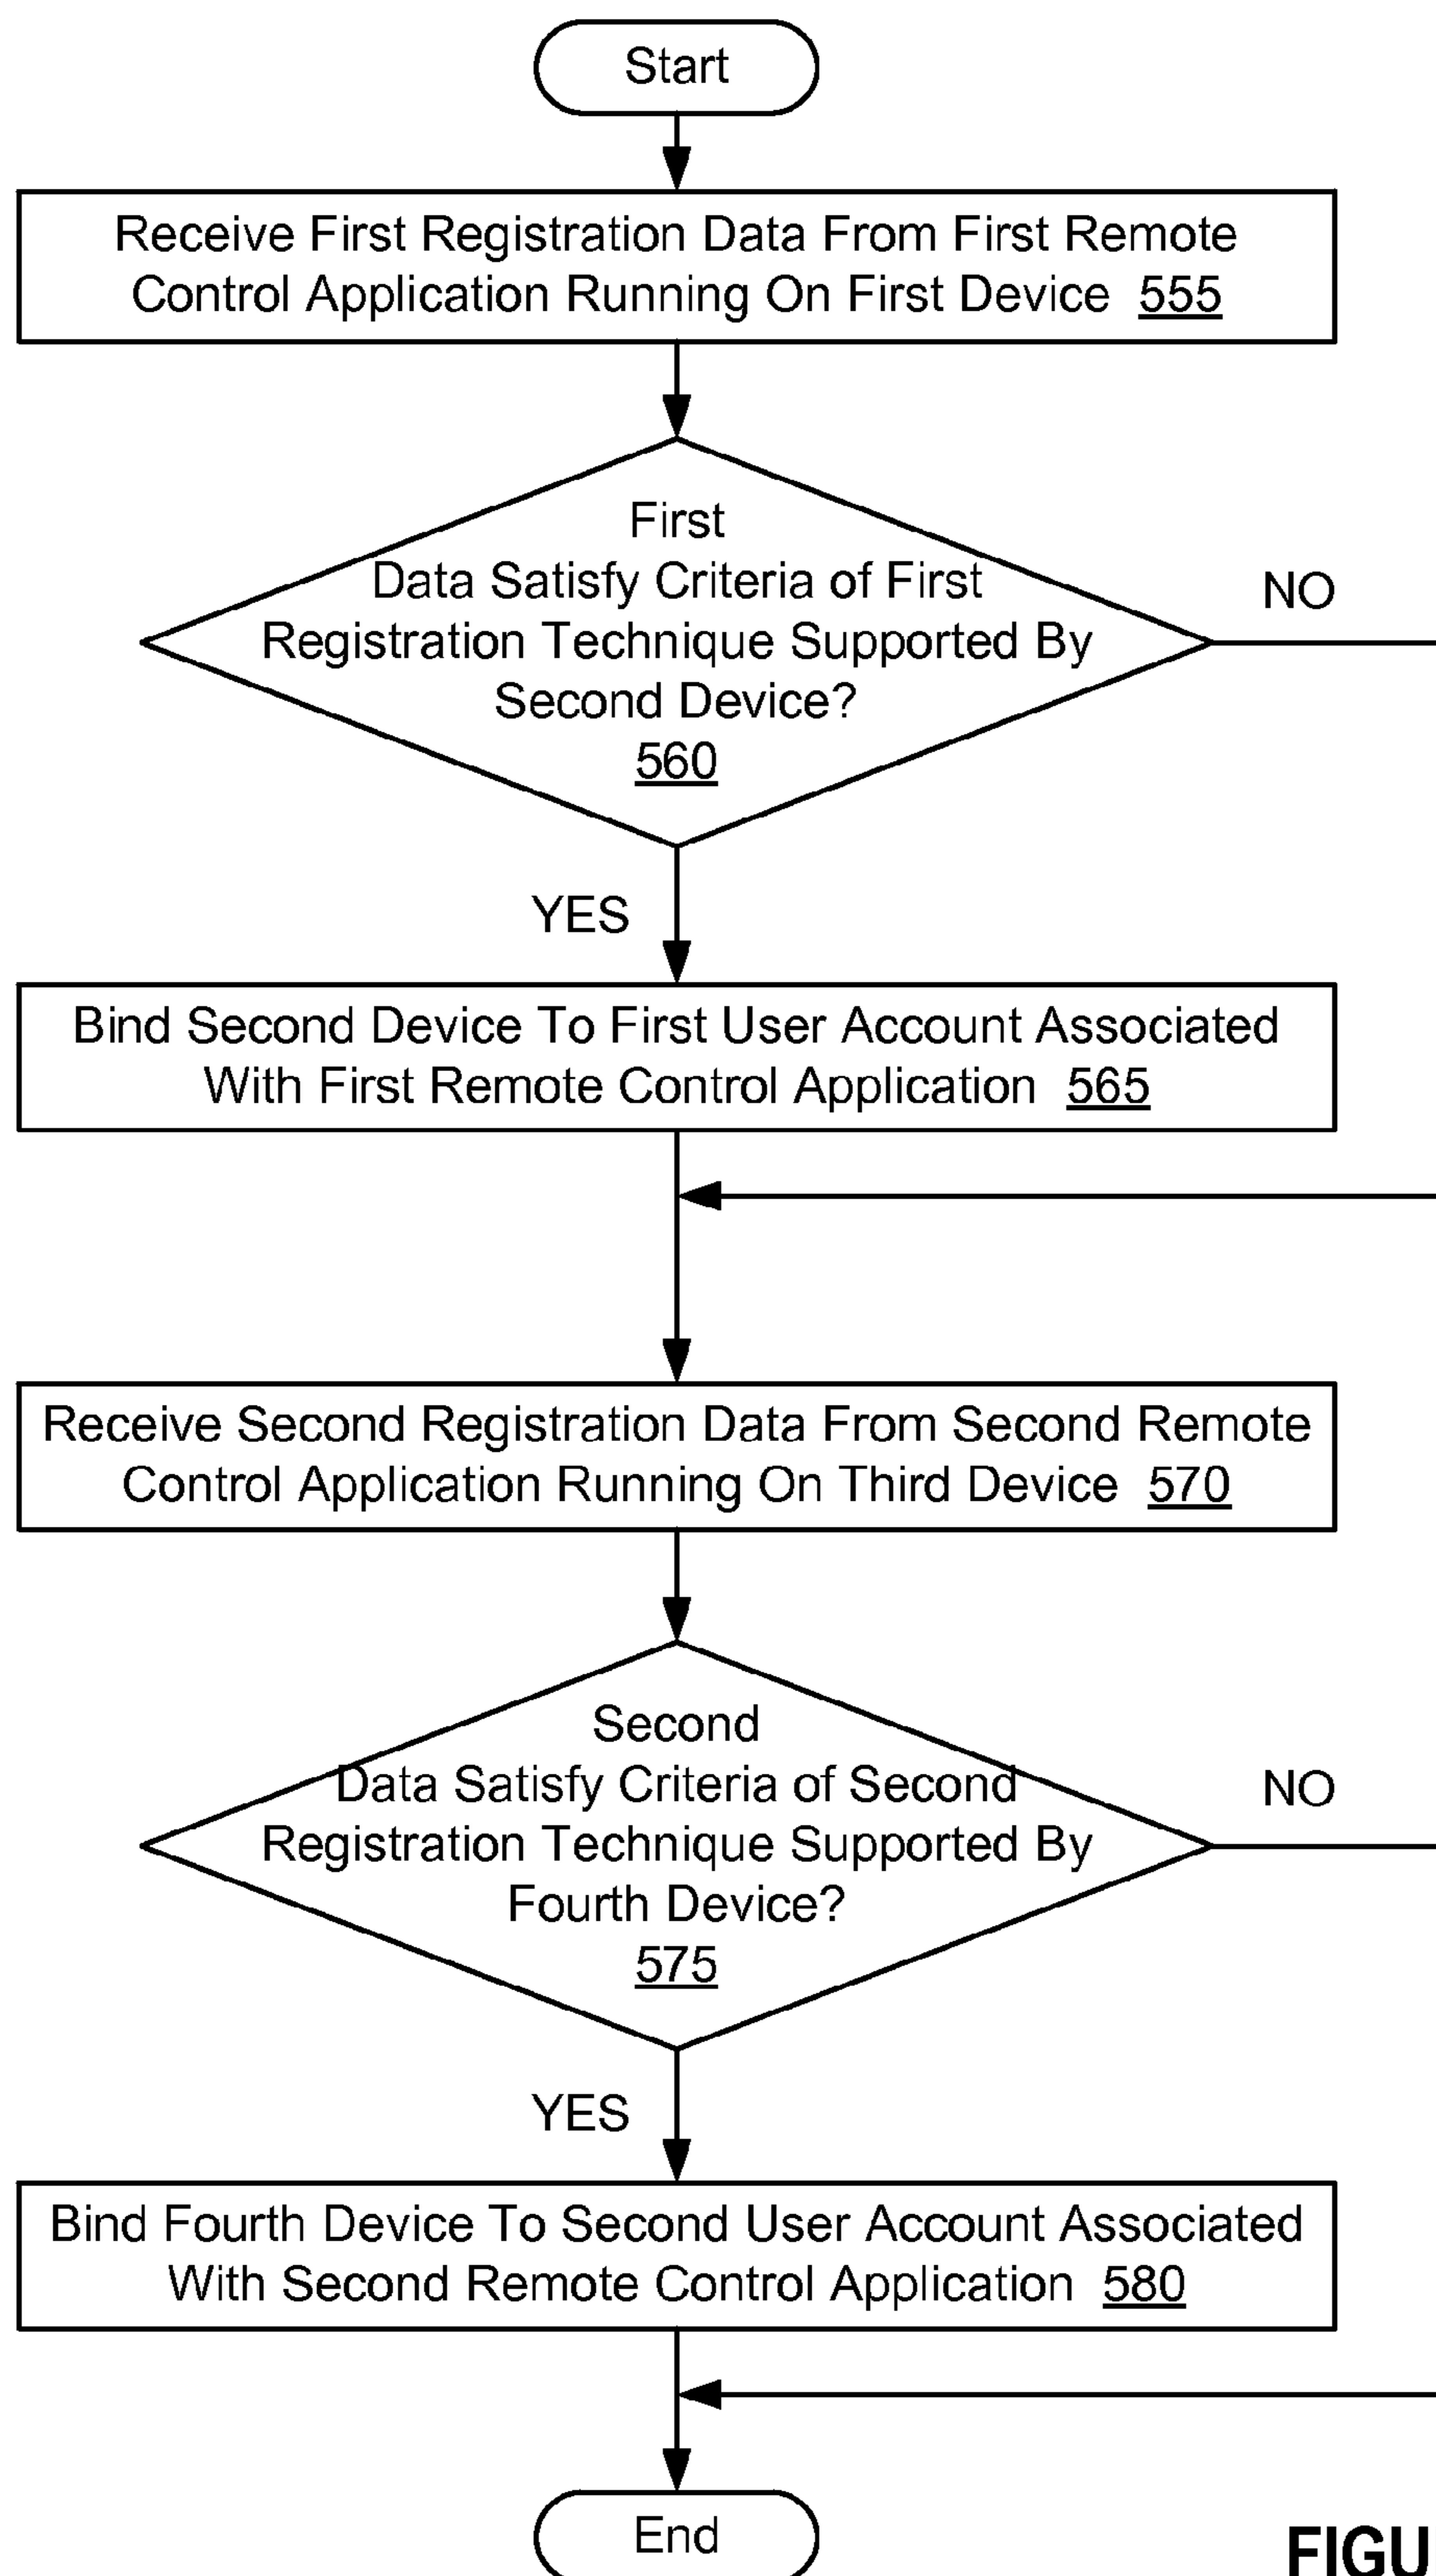 Start
Receive First Registration Data From First Remote
Control Application Running On First Device 555
First
Data Satisfy Criteria of First
Registration Technique Supported By
Second Device?
560
NO
YES
Bind Second Device To First User Account Associated
With First Remote Control Application 565
Receive Second Registration Data From Second Remote
Control Application Running On Third Device 570
Second
Data Satisfy Criteria of Second
Registration Technique Supported By
Fourth Device?
575
NO
YES
Bind Fourth Device To Second User Account Associated
With Second Remote Control Application 580
End
FIGU